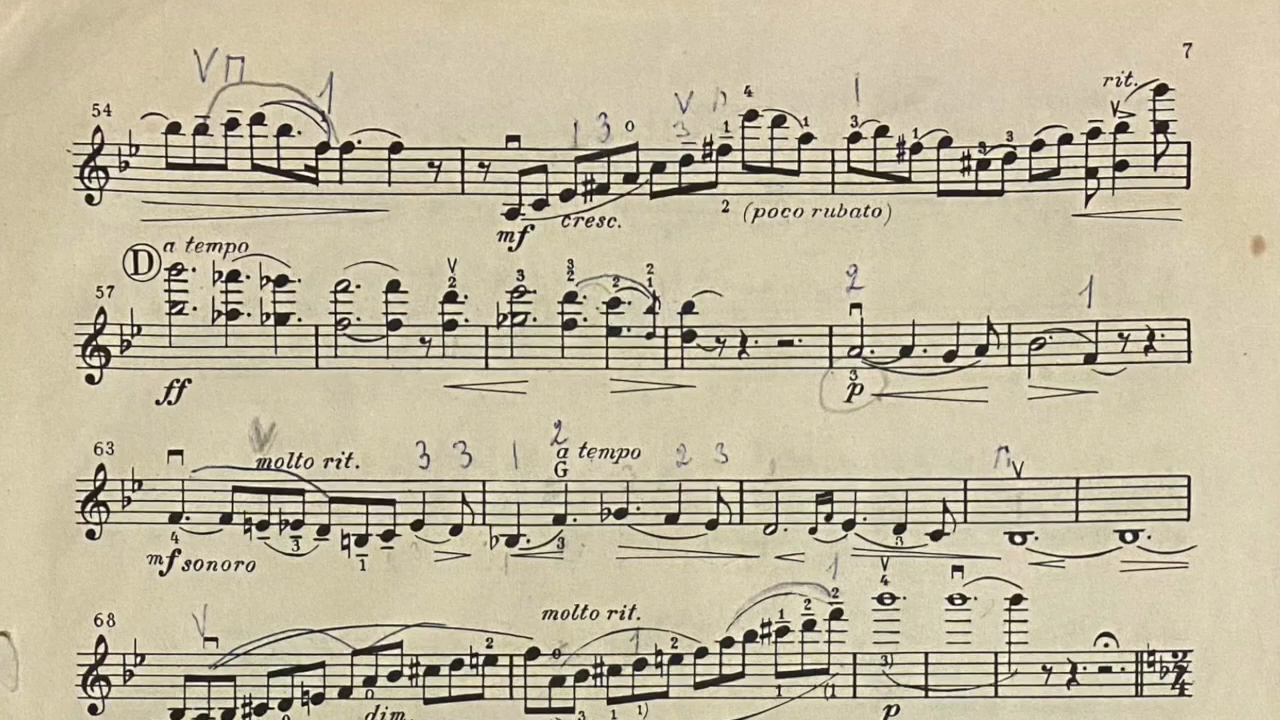 7
54
rit.
mf cresc. (poco rubato)
D a tempo
57
ff p
63
molto rit. a tempo
G
mf sonoro
68
molto rit.
dim. p